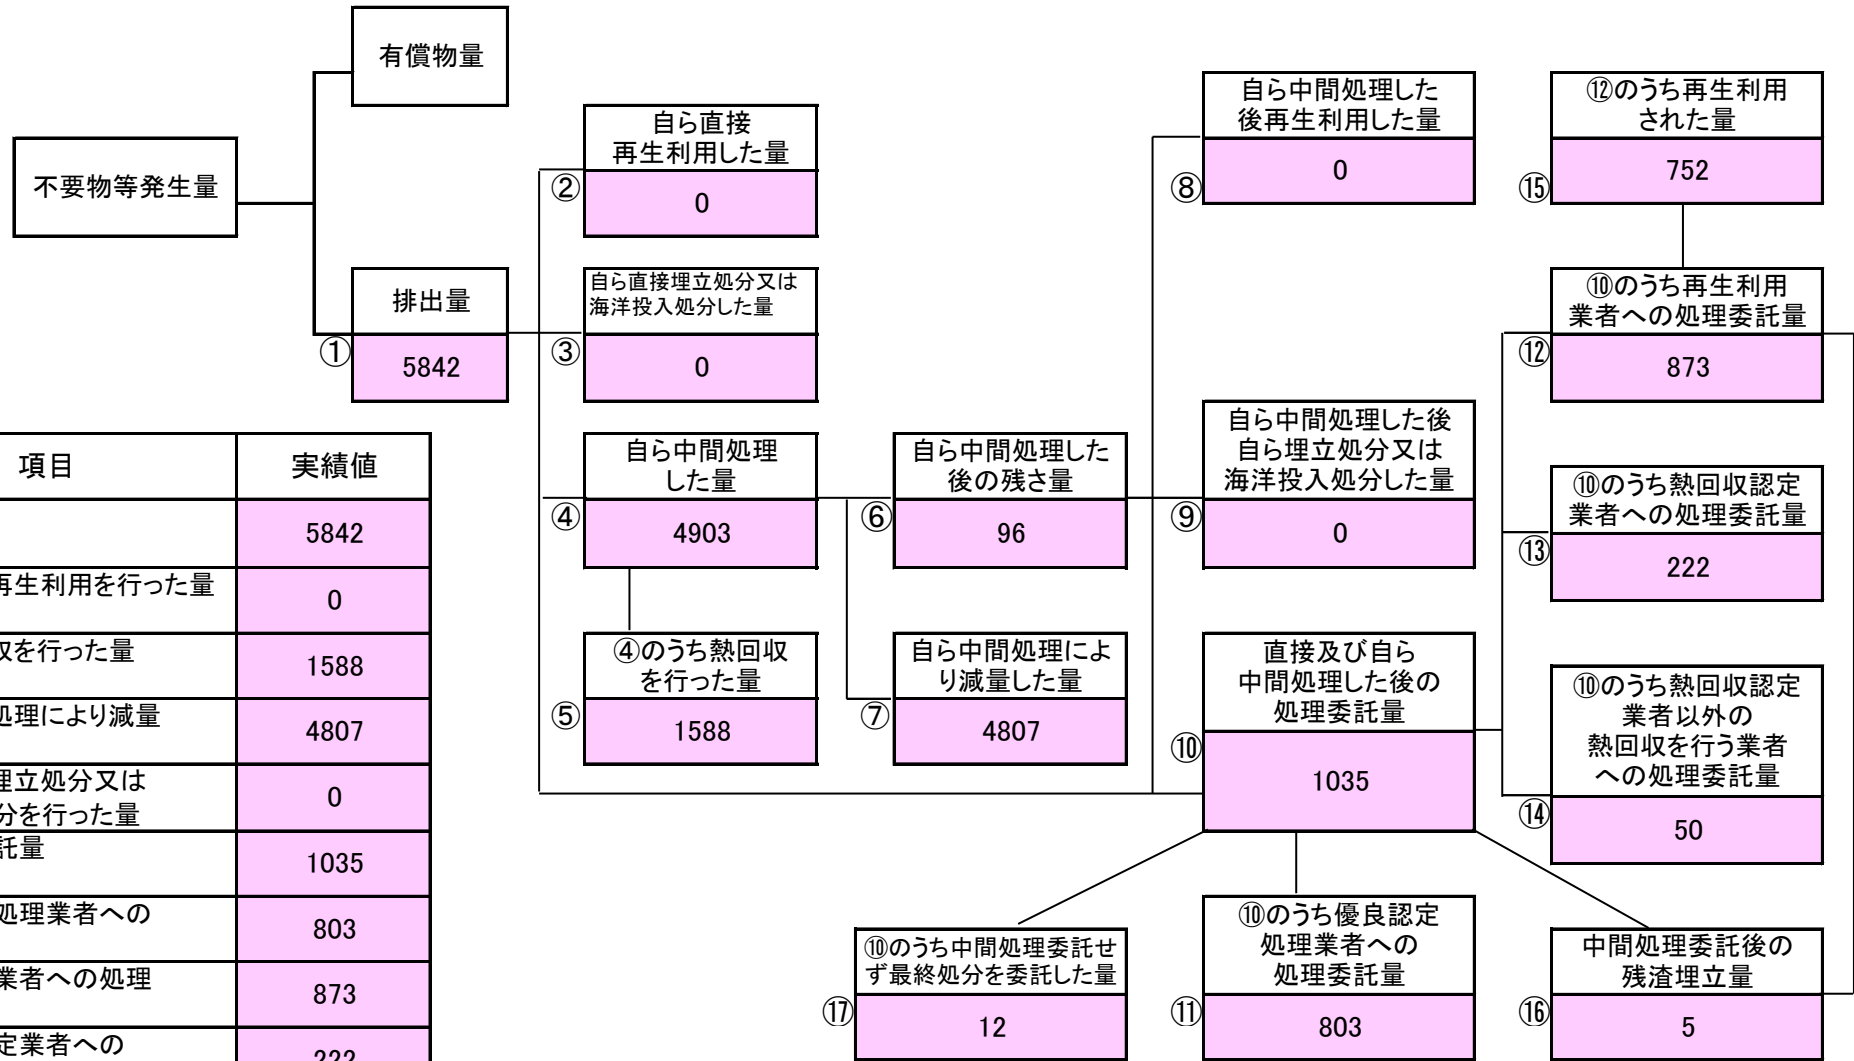 有償物量
不要物等発生量
排出量
①
5842
自ら直接
再生利用した量
②
0
自ら直接埋立処分又は
海洋投入処分した量
③
0
自ら中間処理
した量
④
4903
④のうち熱回収
を行った量
⑤
1588
自ら中間処理した
後の残さ量
⑥
96
自ら中間処理によ
り減量した量
⑦
4807
自ら中間処理した
後再生利用した量
⑧
0
自ら中間処理した後
自ら埋立処分又は
海洋投入処分した量
⑨
0
直接及び自ら
中間処理した後の
処理委託量
⑩
1035
⑫のうち再生利用
された量
⑮
752
⑩のうち再生利用
業者への処理委託量
⑫
873
⑩のうち熱回収認定
業者への処理委託量
⑬
222
⑩のうち熱回収認定
業者以外の
熱回収を行う業者
への処理委託量
⑭
50
⑩のうち中間処理委託せ
ず最終処分を委託した量
⑰
12
⑩のうち優良認定
処理業者への
処理委託量
⑪
803
中間処理委託後の
残渣埋立量
⑯
5
項目 実績値
5842
再生利用を行った量 0
を行った量 1588
処理により減量 4807
埋立処分又は
分を行った量 0
託量 1035
処理業者への 803
業者への処理 873
定業者への 222